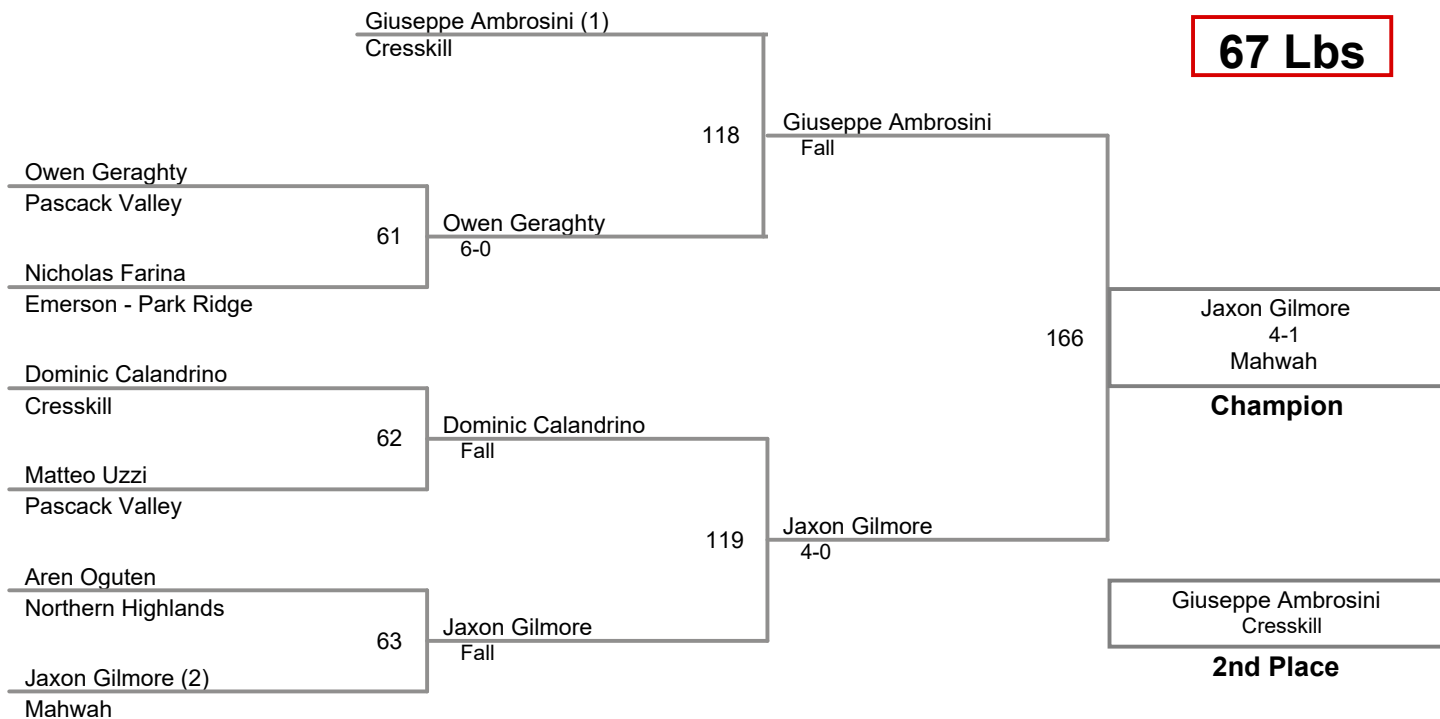 Giuseppe Ambrosini (1)
Cresskill
67 Lbs
118
Giuseppe Ambrosini
Fall
Owen Geraghty
Pascack Valley
61
Owen Geraghty
6-0
Nicholas Farina
Emerson - Park Ridge
166
Jaxon Gilmore
4-1
Mahwah
Champion
Dominic Calandrino
Cresskill
62
Dominic Calandrino
Fall
Matteo Uzzi
Pascack Valley
119
Jaxon Gilmore
4-0
Aren Oguten
Northern Highlands
63
Jaxon Gilmore
Fall
Jaxon Gilmore (2)
Mahwah
Giuseppe Ambrosini
Cresskill
2nd Place